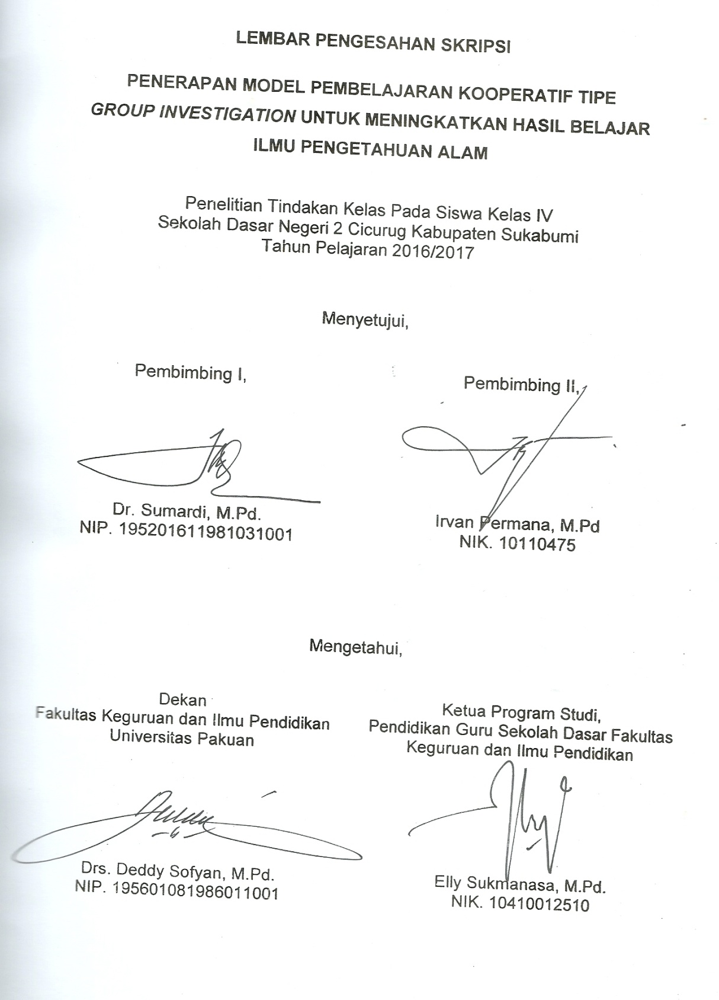 LEMBAR PENGESAHAN SKRIPSI
PENERAPAN MODEL PEMBELAJARAN KOOPERATIF TIPE
GROUP INVESTIGATION UNTUK MENINGKATKAN HASIL BELAJAR
ILMU PENGETAHUAN ALAM
Penelitian Tindakan Kelas Pada Siswa Kelas IV
Sekolah Dasar Negeri 2 Cicurug Kabupaten Sukabumi
Tahun Pelajaran 2016/2017
Menyetujui,
Pembimbing I,
Dr. Sumardi, M.Pd.
NIP. 195201611981031001
Pembimbing II,
Irvan Permana, M.Pd
NIK. 10110475
Mengetahui,
Dekan
Fakultas Keguruan dan Ilmu Pendidikan
Universitas Pakuan
Drs. Deddy Sofyan, M.Pd.
NIP. 195601081986011001
Ketua Program Studi,
Pendidikan Guru Sekolah Dasar Fakultas
Keguruan dan Ilmu Pendidikan
Elly Sukmanasa, M.Pd.
NIK. 10410012510